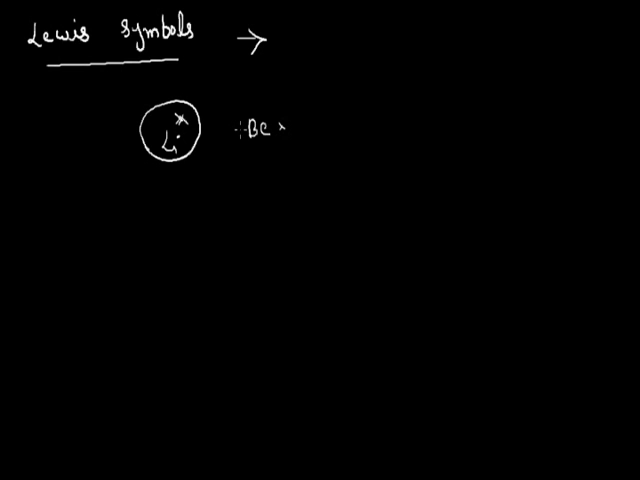 Lewis symbols →
Li × Be ×